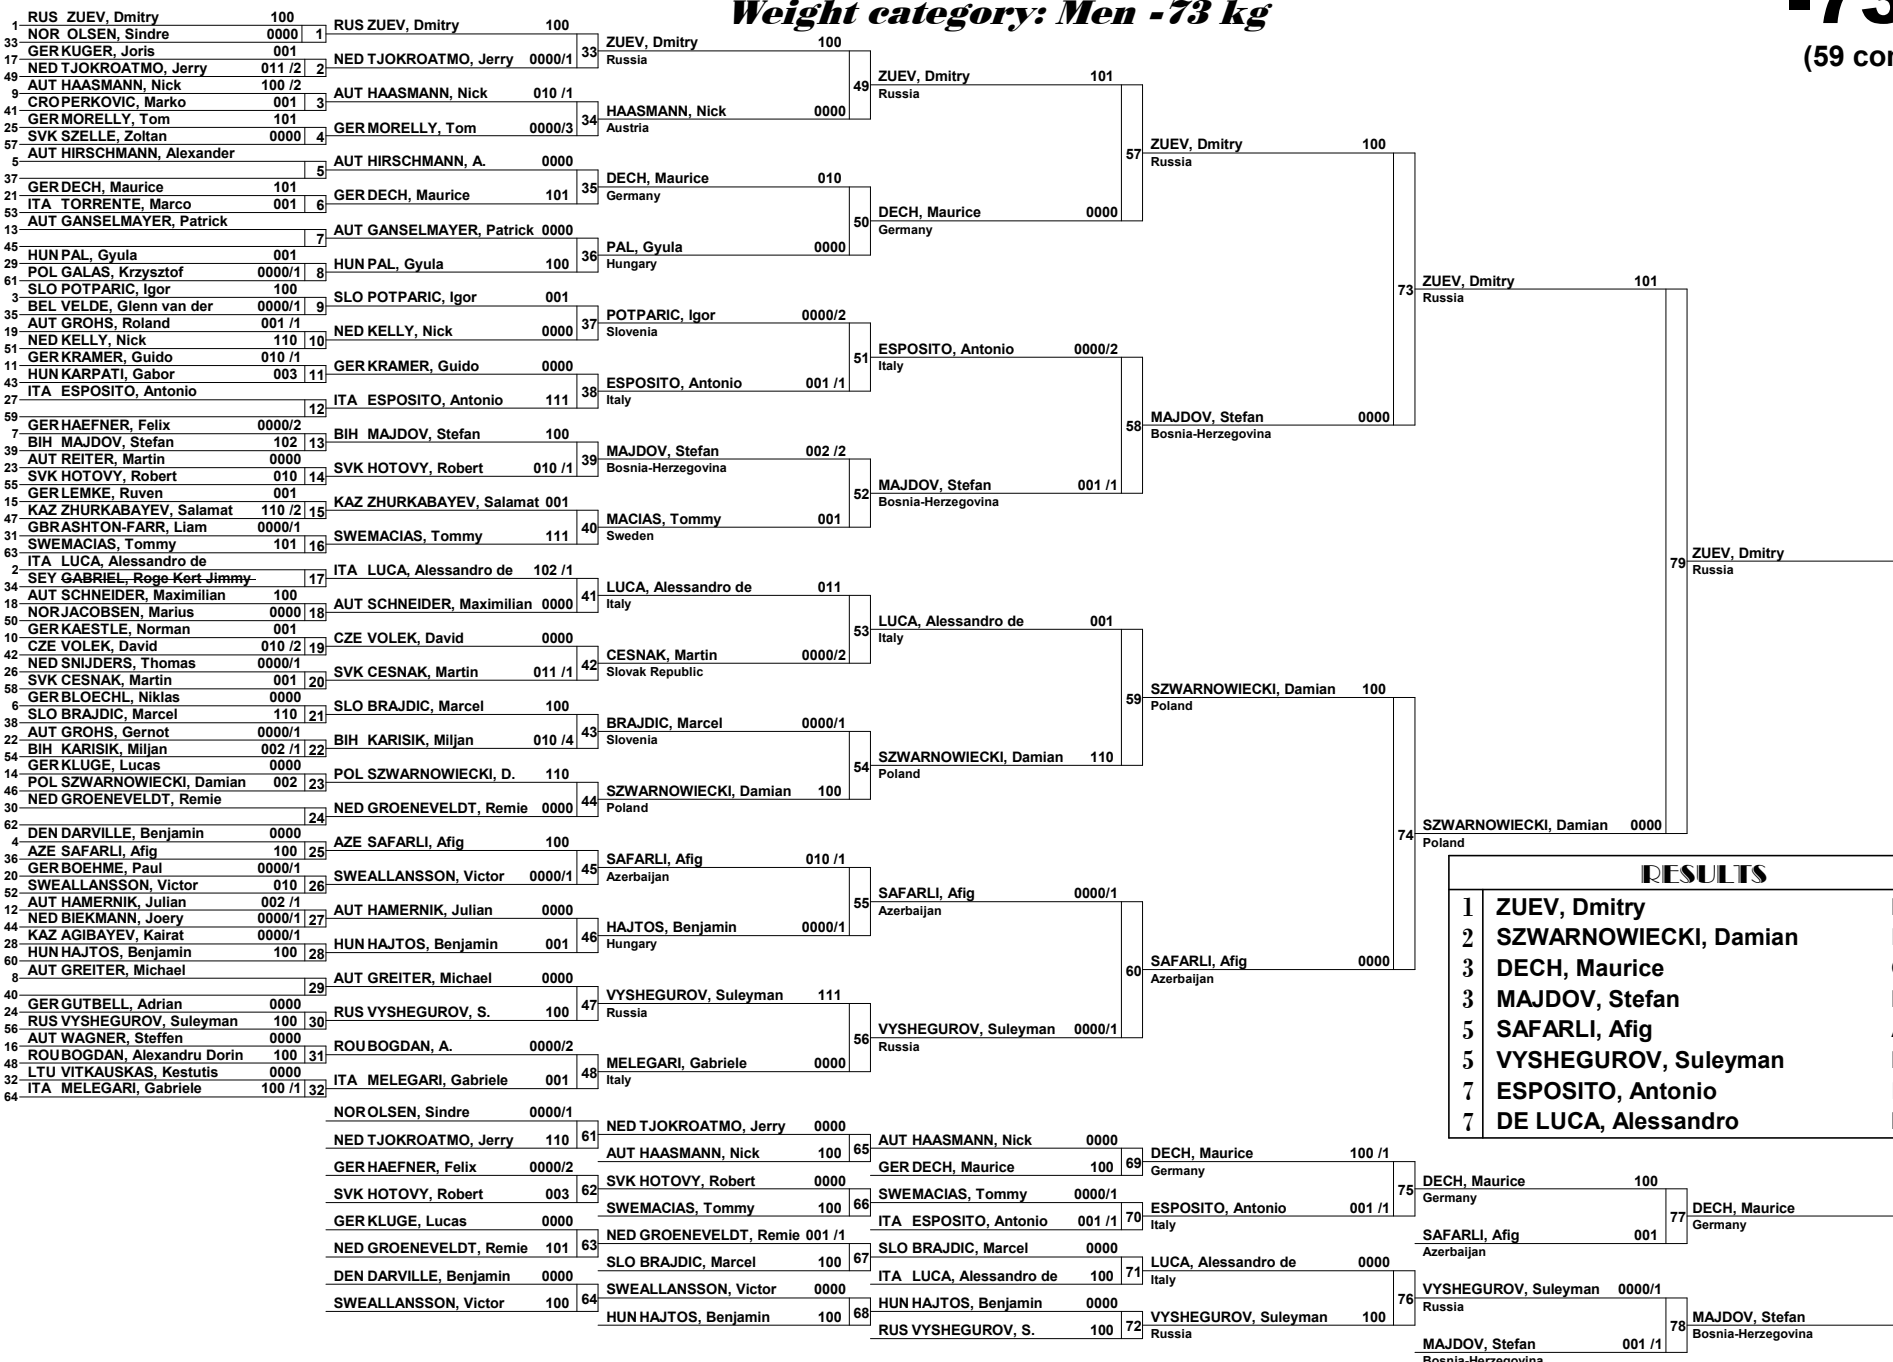 Weight category: Men -73 kg
-73
(59 con
1 RUS ZUEV, Dmitry 100
33 NOR OLSEN, Sindre 0000 1
17 GER KUGER, Joris 001
49 NED TJOKROATMO, Jerry 011 /2 2
9 AUT HAASMANN, Nick 100 /2
41 CRO PERKOVIC, Marko 001 3
25 GER MORELLY, Tom 101
57 SVK SZELLE, Zoltan 0000 4
5 AUT HIRSCHMANN, Alexander
37 5
21 GER DECH, Maurice 101
53 ITA TORRENTE, Marco 001 6
13 AUT GANSELMAYER, Patrick
45 7
29 HUN PAL, Gyula 001
61 POL GALAS, Krzysztof 0000/1 8
3 SLO POTPARIC, Igor 100
35 BEL VELDE, Glenn van der 0000/1 9
19 AUT GROHS, Roland 001 /1
51 NED KELLY, Nick 110 10
11 GER KRAMER, Guido 010 /1
43 HUN KARPATI, Gabor 003 11
27 ITA ESPOSITO, Antonio
59 12
7 GER HAEFNER, Felix 0000/2
39 BIH MAJDOV, Stefan 102 13
23 AUT REITER, Martin 0000
55 SVK HOTOVY, Robert 010 14
15 GER LEMKE, Ruven 001
47 KAZ ZHURKABAYEV, Salamat 110 /2 15
31 GBR ASHTON-FARR, Liam 0000/1
63 SWE MACIAS, Tommy 101 16
2 ITA LUCA, Alessandro de
34 SEY GABRIEL, Roge Kert Jimmy 17
18 AUT SCHNEIDER, Maximilian 100
50 NOR JACOBSEN, Marius 0000 18
10 GER KAESTLE, Norman 001
42 CZE VOLEK, David 010 /2 19
26 NED SNIJDERS, Thomas 0000/1
58 SVK CESNAK, Martin 001 20
6 GER BLOECHL, Niklas 0000
38 SLO BRAJDIC, Marcel 110 21
22 AUT GROHS, Gernot 0000/1
54 BIH KARISIK, Miljan 002 /1 22
14 GER KLUGE, Lucas 0000
46 POL SZWARNOWIECKI, Damian 002 23
30 NED GROENEVELDT, Remie
62 24
4 DEN DARVILLE, Benjamin 0000
36 AZE SAFARLI, Afig 100 25
20 GER BOEHME, Paul 0000/1
52 SWE ALLANSSON, Victor 010 26
12 AUT HAMERNIK, Julian 002 /1
44 NED BIEKMANN, Joery 0000/1 27
28 KAZ AGIBAYEV, Kairat 0000/1
60 HUN HAJTOS, Benjamin 100 28
8 AUT GREITER, Michael
40 29
24 GER GUTBELL, Adrian 0000
56 RUS VYSHEGUROV, Suleyman 100 30
16 AUT WAGNER, Steffen 0000
48 ROU BOGDAN, Alexandru Dorin 100 31
32 LTU VITKAUSKAS, Kestutis 0000
64 ITA MELEGARI, Gabriele 100 /1 32
RUS ZUEV, Dmitry 100
NED TJOKROATMO, Jerry 0000/1 33
AUT HAASMANN, Nick 010 /1
GER MORELLY, Tom 0000/3 34
AUT HIRSCHMANN, A. 0000
GER DECH, Maurice 101 35
AUT GANSELMAYER, Patrick 0000
HUN PAL, Gyula 100 36
SLO POTPARIC, Igor 001
NED KELLY, Nick 0000 37
GER KRAMER, Guido 0000
ITA ESPOSITO, Antonio 111 38
BIH MAJDOV, Stefan 100
SVK HOTOVY, Robert 010 /1 39
KAZ ZHURKABAYEV, Salamat 001
SWE MACIAS, Tommy 111 40
ITA LUCA, Alessandro de 102 /1
AUT SCHNEIDER, Maximilian 0000 41
CZE VOLEK, David 0000
SVK CESNAK, Martin 011 /1 42
SLO BRAJDIC, Marcel 100
BIH KARISIK, Miljan 010 /4 43
POL SZWARNOWIECKI, D. 110
NED GROENEVELDT, Remie 0000 44
AZE SAFARLI, Afig 100
SWE ALLANSSON, Victor 0000/1 45
AUT HAMERNIK, Julian 0000
HUN HAJTOS, Benjamin 001 46
AUT GREITER, Michael 0000
RUS VYSHEGUROV, S. 100 47
ROU BOGDAN, A. 0000/2
ITA MELEGARI, Gabriele 001 48
ZUEV, Dmitry 100
Russia
49
HAASMANN, Nick 0000
Austria
DECH, Maurice 010
Germany
50
PAL, Gyula 0000
Hungary
POTPARIC, Igor 0000/2
Slovenia
51
ESPOSITO, Antonio 001 /1
Italy
MAJDOV, Stefan 002 /2
Bosnia-Herzegovina
52
MACIAS, Tommy 001
Sweden
LUCA, Alessandro de 011
Italy
53
CESNAK, Martin 0000/2
Slovak Republic
BRAJDIC, Marcel 0000/1
Slovenia
54
SZWARNOWIECKI, Damian 100
Poland
SAFARLI, Afig 010 /1
Azerbaijan
55
HAJTOS, Benjamin 0000/1
Hungary
VYSHEGUROV, Suleyman 111
Russia
56
MELEGARI, Gabriele 0000
Italy
ZUEV, Dmitry 101
Russia
57
DECH, Maurice 0000
Germany
ESPOSITO, Antonio 0000/2
Italy
58
MAJDOV, Stefan 001 /1
Bosnia-Herzegovina
LUCA, Alessandro de 001
Italy
59
SZWARNOWIECKI, Damian 110
Poland
SAFARLI, Afig 0000/1
Azerbaijan
60
VYSHEGUROV, Suleyman 0000/1
Russia
ZUEV, Dmitry 100
Russia
73
MAJDOV, Stefan 0000
Bosnia-Herzegovina
SZWARNOWIECKI, Damian 100
Poland
74
SAFARLI, Afig 0000
Azerbaijan
ZUEV, Dmitry 101
Russia
79
SZWARNOWIECKI, Damian 0000
Poland
ZUEV, Dmitry
Russia
RESULTS
1 ZUEV, Dmitry
2 SZWARNOWIECKI, Damian
3 DECH, Maurice
3 MAJDOV, Stefan
5 SAFARLI, Afig
5 VYSHEGUROV, Suleyman
7 ESPOSITO, Antonio
7 DE LUCA, Alessandro
NOR OLSEN, Sindre 0000/1
NED TJOKROATMO, Jerry 110 61
GER HAEFNER, Felix 0000/2
SVK HOTOVY, Robert 003 62
GER KLUGE, Lucas 0000
NED GROENEVELDT, Remie 101 63
DEN DARVILLE, Benjamin 0000
SWE ALLANSSON, Victor 100 64
NED TJOKROATMO, Jerry 0000
AUT HAASMANN, Nick 100 65
SVK HOTOVY, Robert 0000
SWE MACIAS, Tommy 100 66
NED GROENEVELDT, Remie 001 /1
SLO BRAJDIC, Marcel 100 67
SWE ALLANSSON, Victor 0000
HUN HAJTOS, Benjamin 100 68
AUT HAASMANN, Nick 0000
GER DECH, Maurice 100 69
SWE MACIAS, Tommy 0000/1
ITA ESPOSITO, Antonio 001 /1 70
SLO BRAJDIC, Marcel 0000
ITA LUCA, Alessandro de 100 71
HUN HAJTOS, Benjamin 0000
RUS VYSHEGUROV, S. 100 72
DECH, Maurice 100 /1
Germany
75
ESPOSITO, Antonio 001 /1
Italy
LUCA, Alessandro de 0000
Italy
76
VYSHEGUROV, Suleyman 100
Russia
DECH, Maurice 100
Germany
77
SAFARLI, Afig 001
Azerbaijan
VYSHEGUROV, Suleyman 0000/1
Russia
78
MAJDOV, Stefan 001 /1
Bosnia-Herzegovina
DECH, Maurice
Germany
MAJDOV, Stefan
Bosnia-Herzegovina